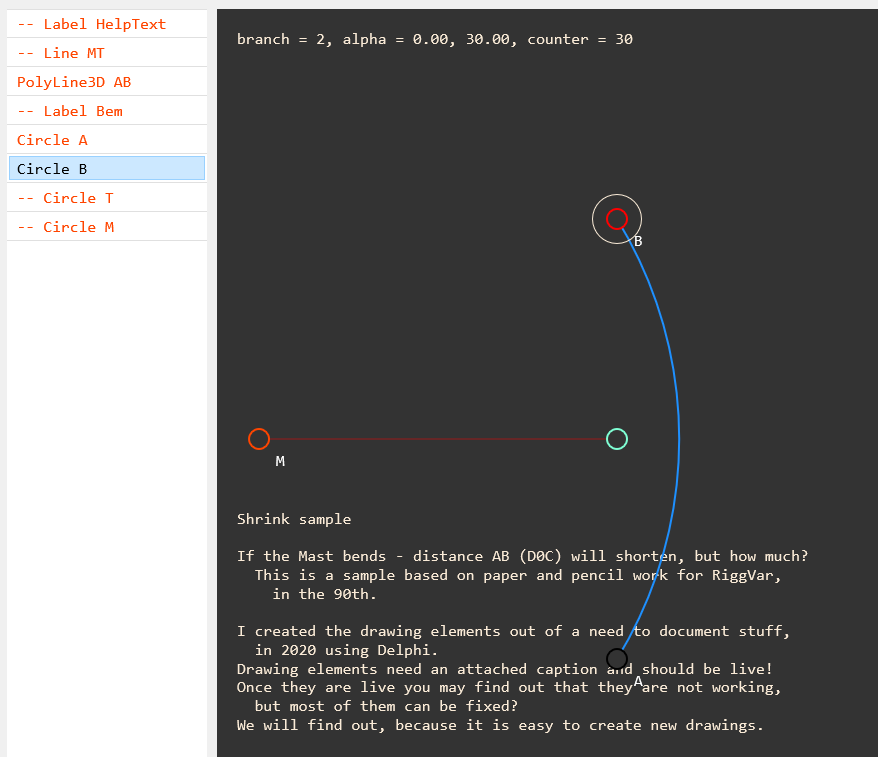 -- Label HelpText
-- Line MT
PolyLine3D AB
-- Label Bem
Circle A
Circle B
-- Circle T
-- Circle M
branch = 2, alpha = 0.00, 30.00, counter = 30
B
M
Shrink sample
If the Mast bends - distance AB (D0C) will shorten, but how much?
This is a sample based on paper and pencil work for RiggVar,
in the 90th.
I created the drawing elements out of a need to document stuff,
in 2020 using Delphi.
Drawing elements need an attached caption and should be live!
A
Once they are live you may find out that they are not working,
but most of them can be fixed?
We will find out, because it is easy to create new drawings.